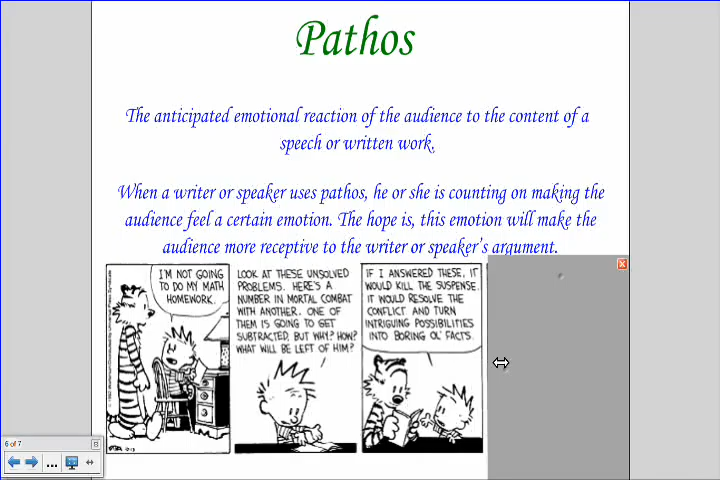 Pathos
The anticipated emotional reaction of the audience to the content of a
speech or written work.
When a writer or speaker uses pathos, he or she is counting on making the
audience feel a certain emotion. The hope is, this emotion will make the
audience more receptive to the writer or speaker's argument.
I'M NOT GOING
TO DO MY MATH
HOMEWORK.
LOOK AT THESE UNSOLVED
PROBLEMS. HERE'S A
NUMBER IN MORTAL COMBAT
WITH ANOTHER. ONE OF
THEM IS GOING TO GET
SUBTRACTED. BUT WHY? HOW?
WHAT WILL BE LEFT OF HIM?
IF I ANSWERED THESE, IT
WOULD KILL THE SUSPENSE.
IT WOULD RESOLVE THE
CONFLICT AND TURN
INTRIGUING POSSIBILITIES
INTO BORING OL' FACTS.
6 of 7
...